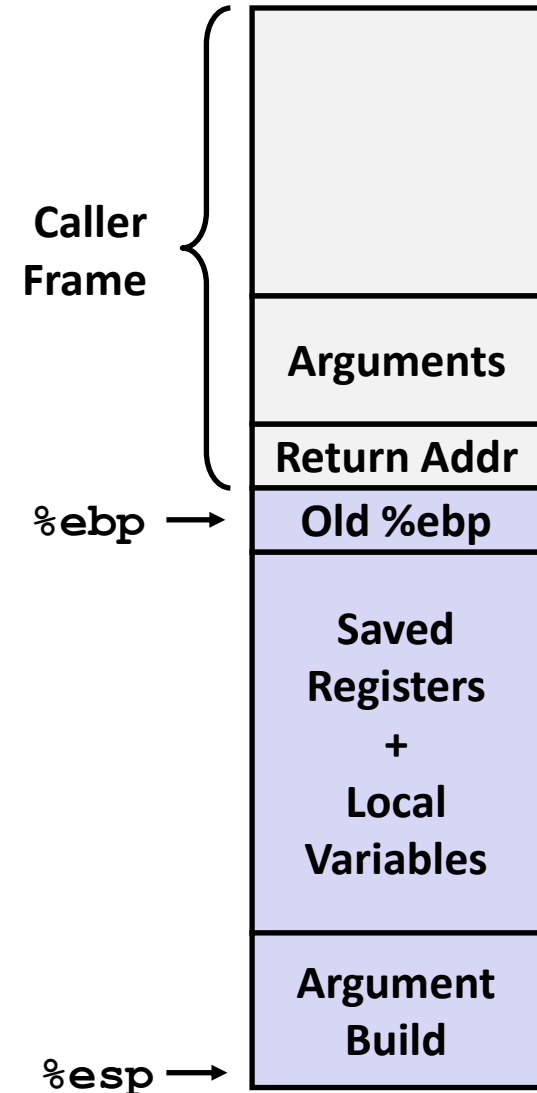 Caller
Frame
Arguments
Return Addr
%ebp
Old %ebp
Saved
Registers
+
Local
Variables
Argument
Build
%esp